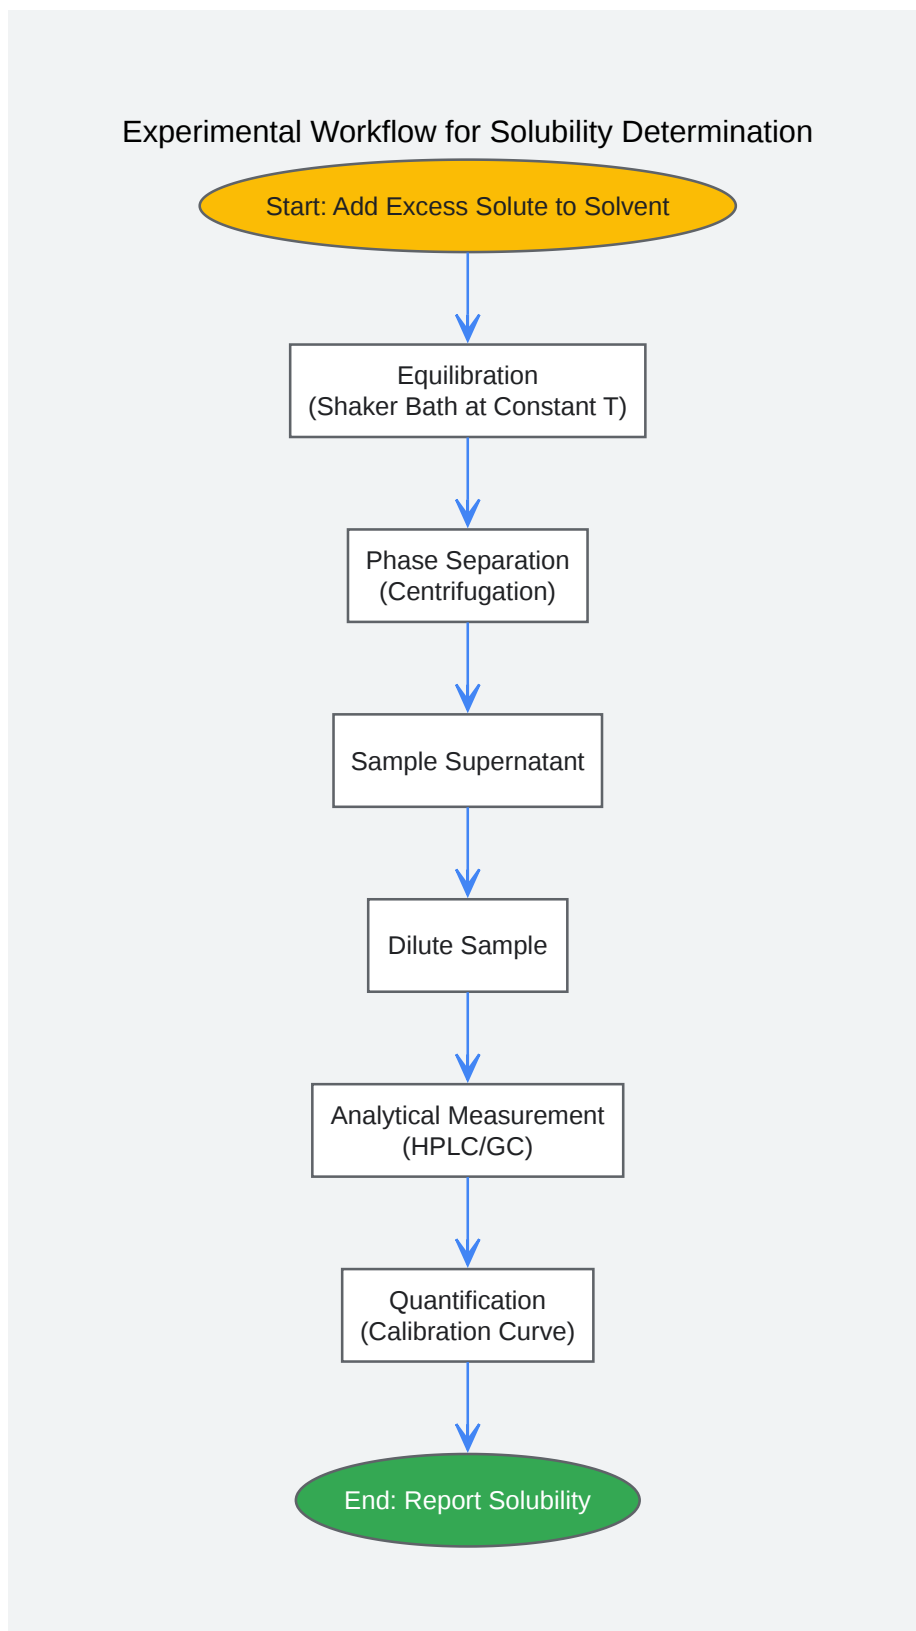 Experimental Workflow for Solubility Determination
Start: Add Excess Solute to Solvent
Equilibration
(Shaker Bath at Constant T)
Phase Separation
(Centrifugation)
Sample Supernatant
Dilute Sample
Analytical Measurement
(HPLC/GC)
Quantification
(Calibration Curve)
End: Report Solubility